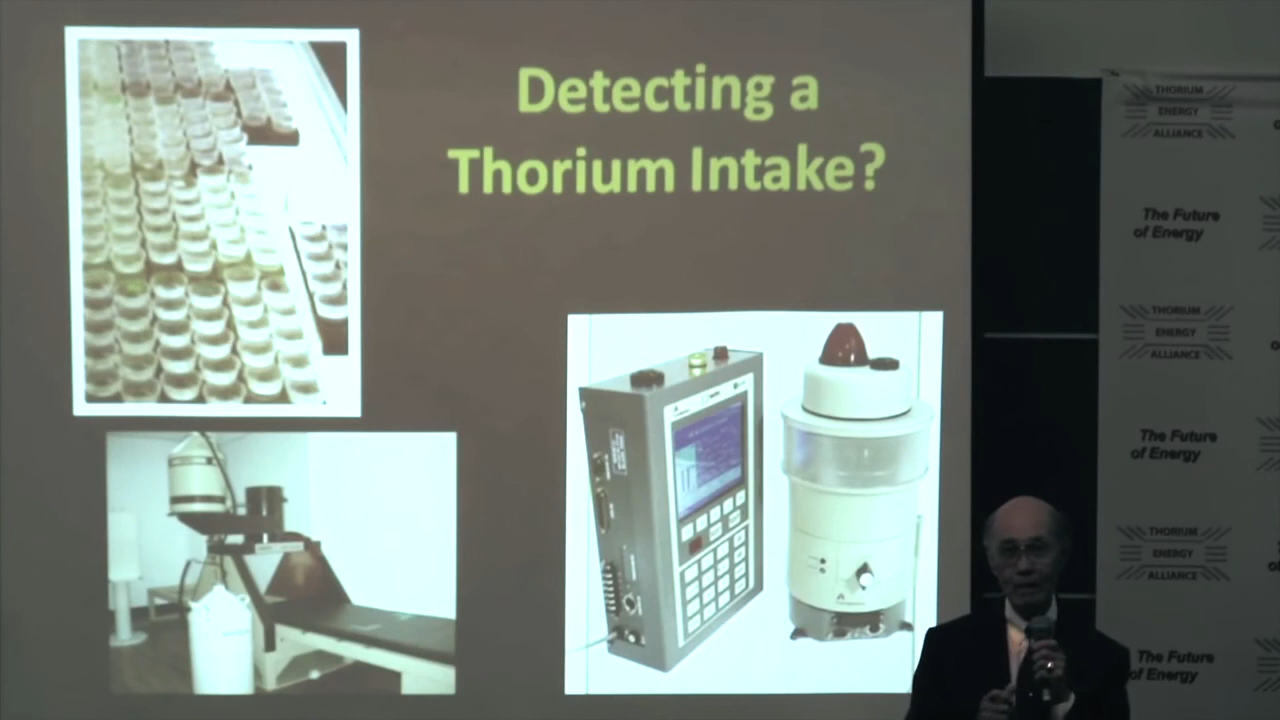 Detecting a
Thorium Intake?
THORIUM
ENERGY
ALLIANCE
The Future
of Energy
THORIUM
ENERGY
ALLIANCE
The Future
of Energy
THORIUM
ENERGY
ALLIANCE
The Future
of Energy